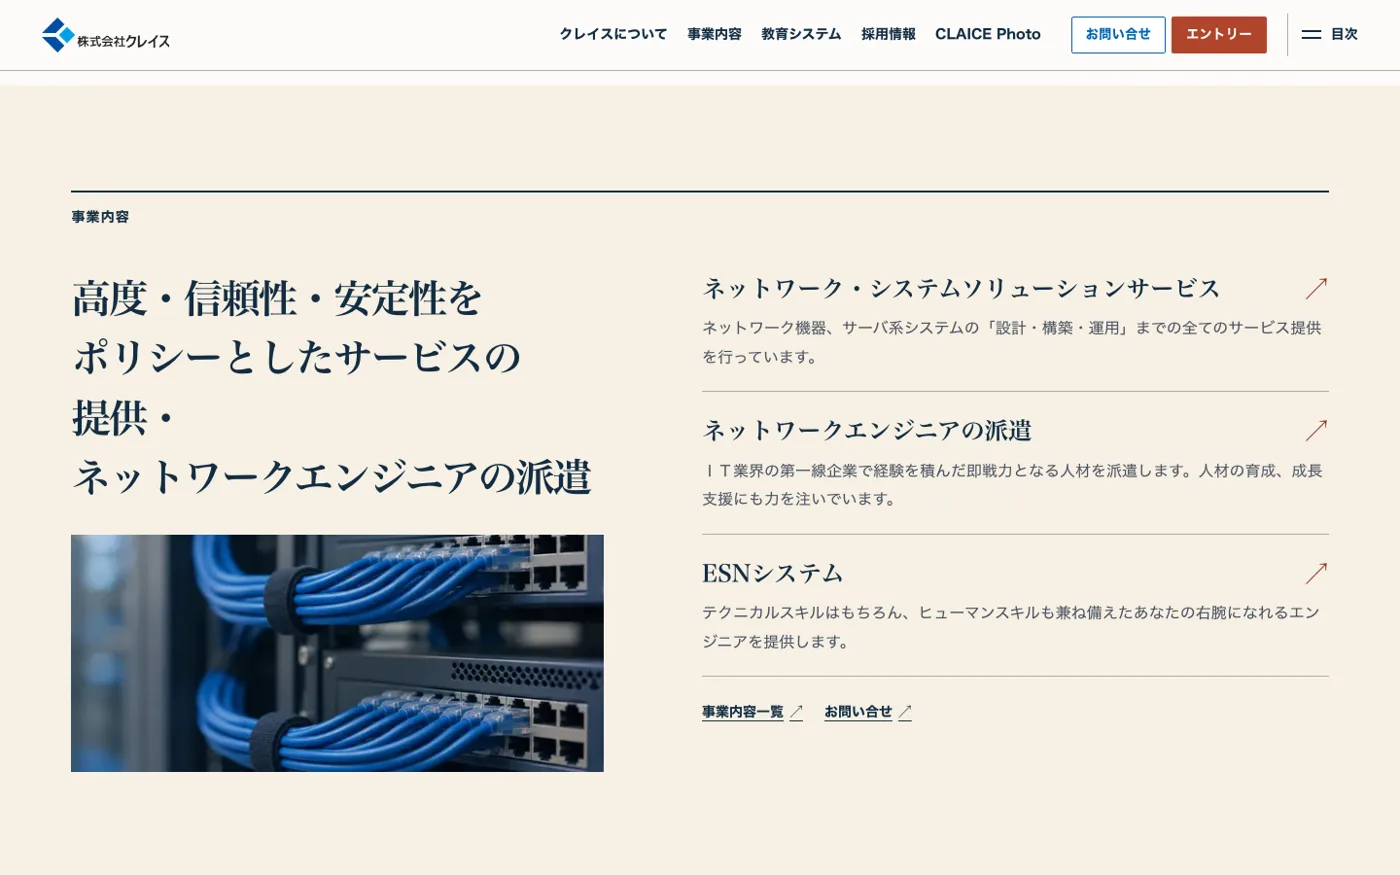 株式会社クレイス
クレイスについて 事業内容 教育システム 採用情報 CLAICE Photo お問い合せ エントリー 目次
事業内容
高度・信頼性・安定性を
ポリシーとしたサービスの
提供・
ネットワークエンジニアの派遣
ネットワーク・システムソリューションサービス
ネットワーク機器、サーバ系システムの「設計・構築・運用」までの全てのサービス提供
を行っています。
ネットワークエンジニアの派遣
ＩＴ業界の第一線企業で経験を積んだ即戦力となる人材を派遣します。人材の育成、成長
支援にも力を注いでいます。
ESNシステム
テクニカルスキルはもちろん、ヒューマンスキルも兼ね備えたあなたの右腕になれるエン
ジニアを提供します。
事業内容一覧 お問い合せ